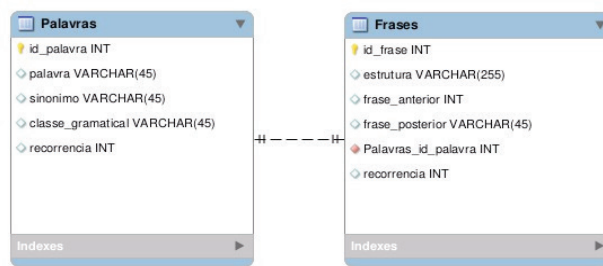 Palavras
id_palavra INT
palavra VARCHAR(45)
sinonimo VARCHAR(45)
classe_gramatical VARCHAR(45)
recorrencia INT
Indexes
Frases
id_frase INT
estrutura VARCHAR(255)
frase_anterior INT
frase_posterior VARCHAR(45)
Palavras_id_palavra INT
recorrencia INT
Indexes